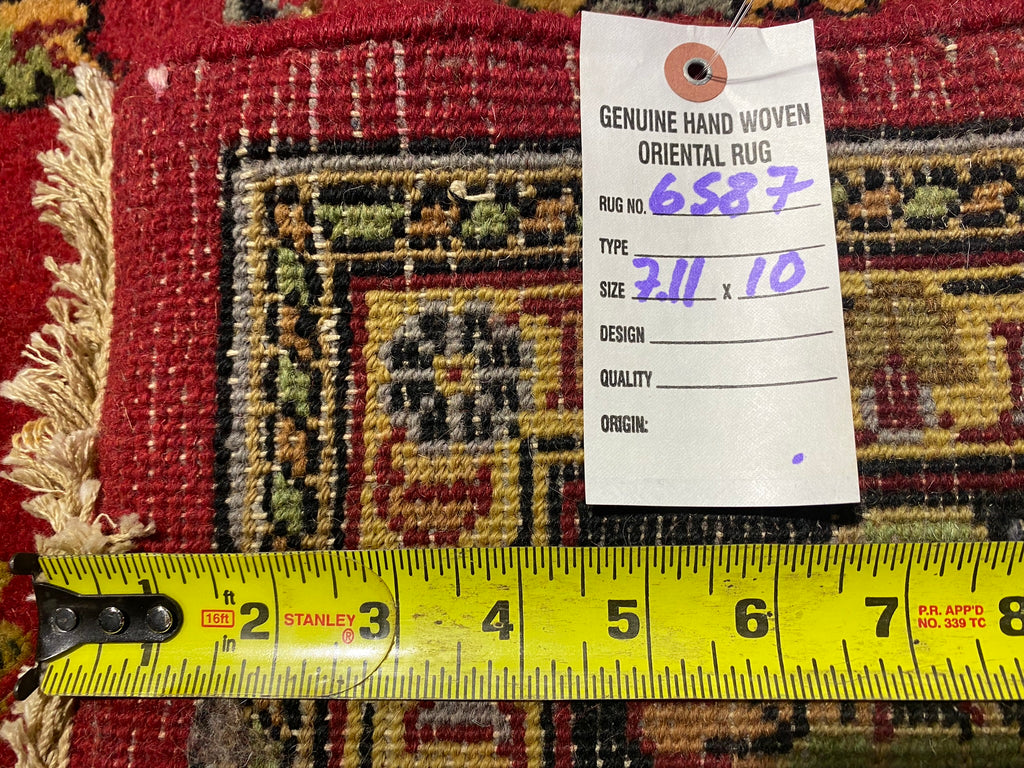 GENUINE HAND WOVEN
ORIENTAL RUG
RUG NO. 6587
TYPE
SIZE 7.11 x 10
DESIGN
QUALITY
ORIGIN:
1 ft 2 STANLEY® 3 4 5 6 7 P.R. APP'D 8
16ft
NO. 339 TC
1 in